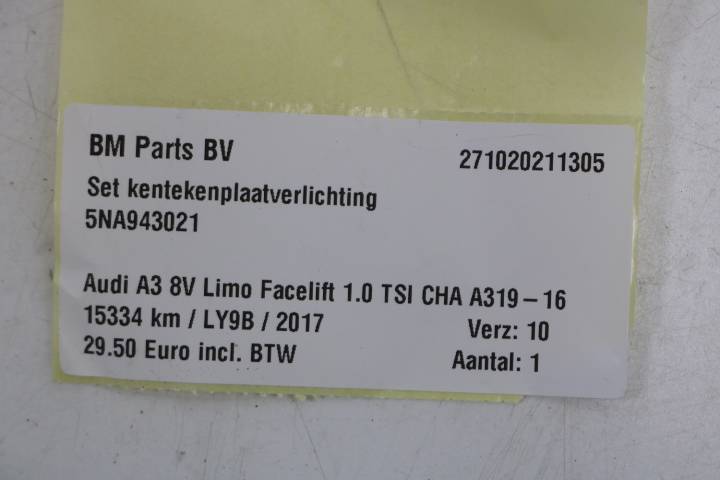 BM Parts BV 271020211305
Set kentekenplaatverlichting
5NA943021
Audi A3 8V Limo Facelift 1.0 TSI CHA A319-16
15334 km / LY9B / 2017 Verz: 10
29.50 Euro incl. BTW Aantal: 1